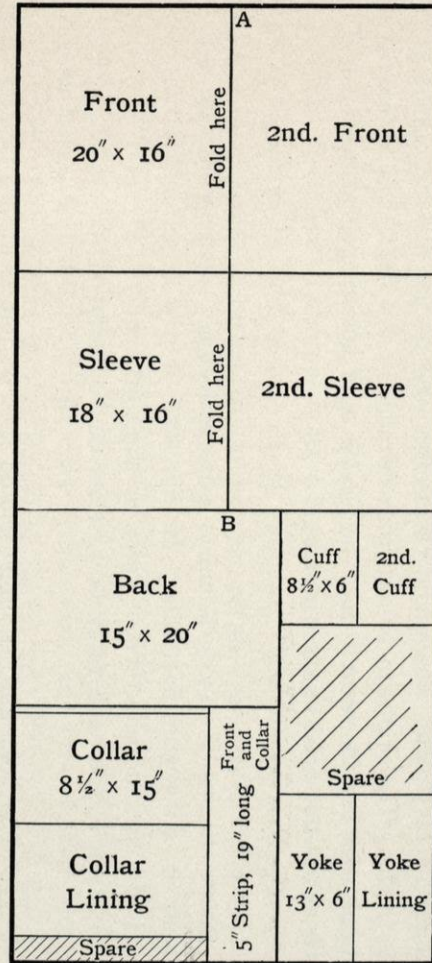 A
Front
20" × 16"
Fold here
2nd. Front
Sleeve
18" × 16"
Fold here
2nd. Sleeve
B
Back
15" × 20"
Cuff
8½" × 6"
2nd.
Cuff
Spare
Collar
8½" × 15"
Front
and
Collar
5" Strip, 19" long
Collar
Lining
Spare
Yoke
13" × 6"
Yoke
Lining